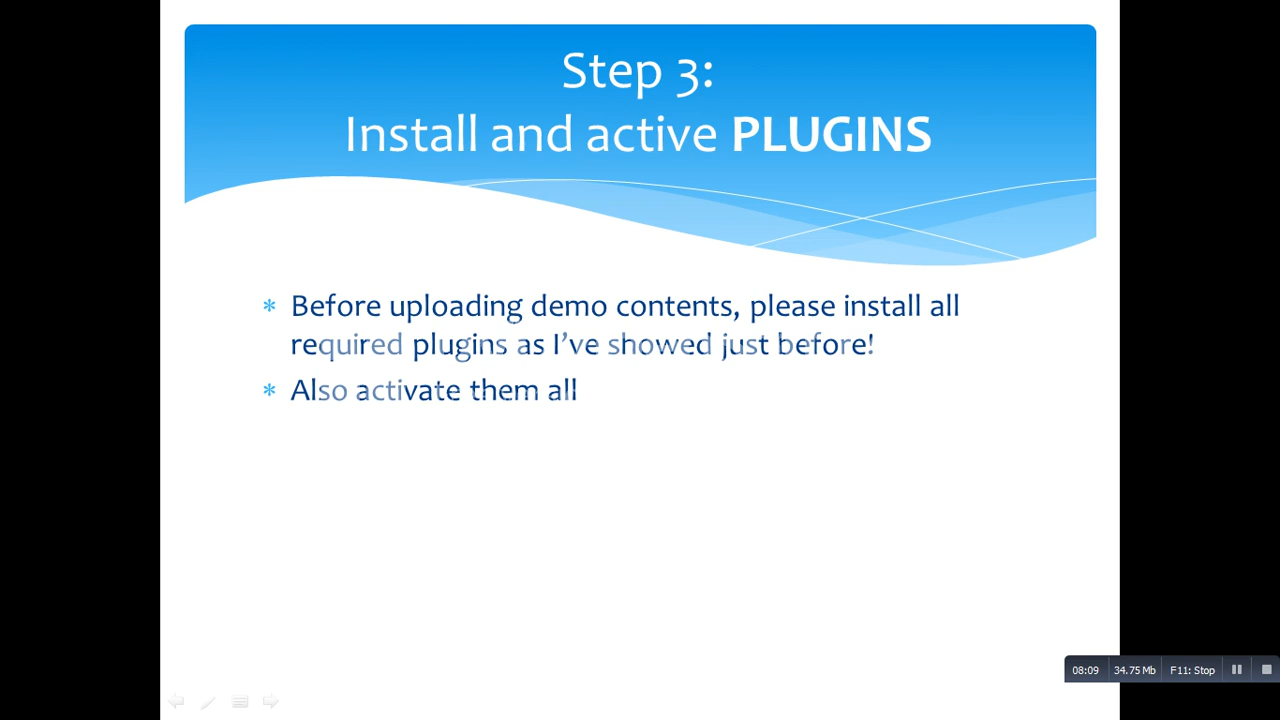 Step 3:
Install and active PLUGINS
* Before uploading demo contents, please install all
required plugins as I’ve showed just before!
* Also activate them all
08:09 34.75 Mb F11: Stop